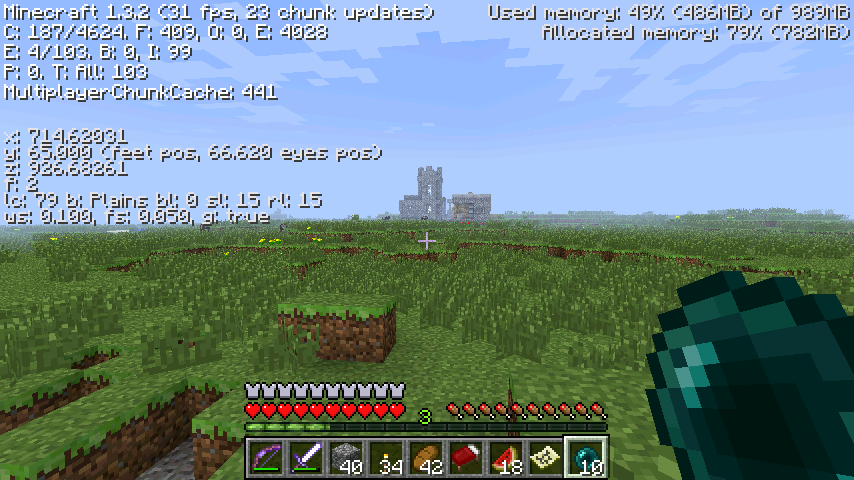 Minecraft 1.3.2 (31 fps, 23 chunk updates)
C: 187/4624, F: 409, O: 0, E: 4028
E: 4/103, B: 0, I: 99
P: 0, T: All: 103
MultiplayerChunkCache: 441
Used memory: 49% (486MB) of 989MB
Allocated memory: 79% (782MB)
x: 714.62031
y: 65.000 (feet pos, 66.620 eyes pos)
z: 926.68261
f: 2
lc: 79 b: Plains bl: 0 sl: 15 rl: 15
ws: 0.100, fs: 0.050, g: true
8
40 34 42 18 10